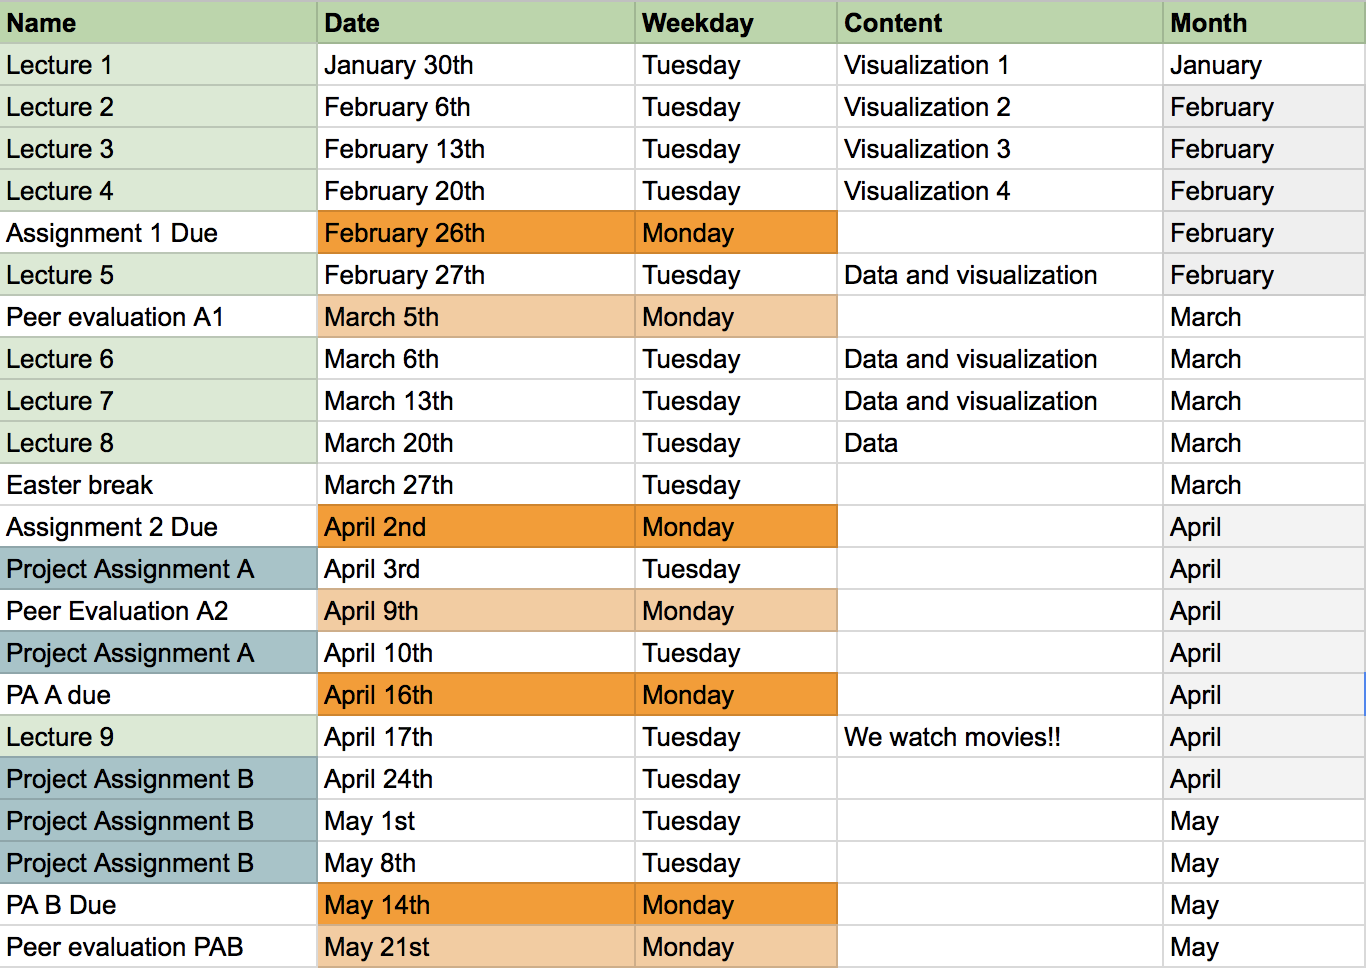 Name Date Weekday Content Month
Lecture 1 January 30th Tuesday Visualization 1 January
Lecture 2 February 6th Tuesday Visualization 2 February
Lecture 3 February 13th Tuesday Visualization 3 February
Lecture 4 February 20th Tuesday Visualization 4 February
Assignment 1 Due February 26th Monday February
Lecture 5 February 27th Tuesday Data and visualization February
Peer evaluation A1 March 5th Monday March
Lecture 6 March 6th Tuesday Data and visualization March
Lecture 7 March 13th Tuesday Data and visualization March
Lecture 8 March 20th Tuesday Data March
Easter break March 27th Tuesday March
Assignment 2 Due April 2nd Monday April
Project Assignment A April 3rd Tuesday April
Peer Evaluation A2 April 9th Monday April
Project Assignment A April 10th Tuesday April
PA A due April 16th Monday April
Lecture 9 April 17th Tuesday We watch movies!! April
Project Assignment B April 24th Tuesday April
Project Assignment B May 1st Tuesday May
Project Assignment B May 8th Tuesday May
PA B Due May 14th Monday May
Peer evaluation PAB May 21st Monday May